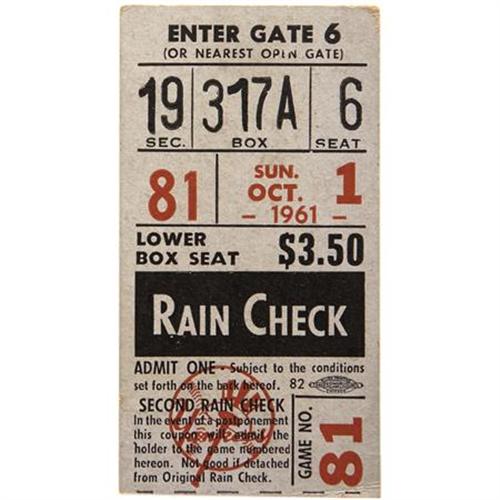 ENTER GATE 6
(OR NEAREST OPEN GATE)
19 317A 6
SEC. BOX SEAT
81 SUN. OCT. 1
- 1961 -
LOWER
BOX SEAT $3.50
RAIN CHECK
ADMIT ONE - Subject to the conditions
set forth on the back hereof. 82
SECOND RAIN CHECK
In the event of a postponement
this coupon will admit the
holder to the game numbered
hereon. Not good if detached
from Original Rain Check.
GAME NO. 81